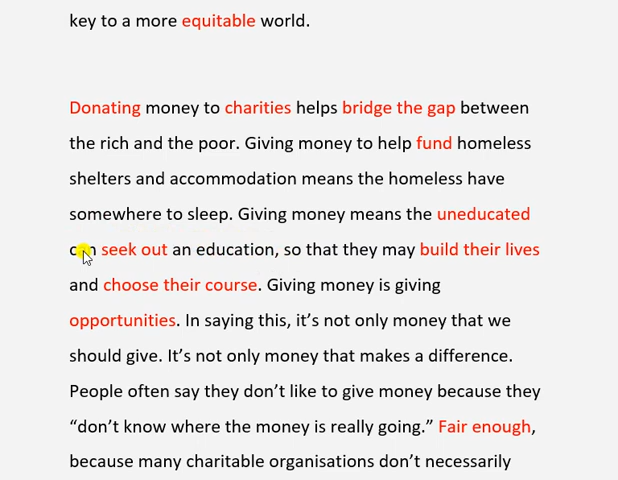 key to a more equitable world.
Donating money to charities helps bridge the gap between
the rich and the poor. Giving money to help fund homeless
shelters and accommodation means the homeless have
somewhere to sleep. Giving money means the uneducated
can seek out an education, so that they may build their lives
and choose their course. Giving money is giving
opportunities. In saying this, it’s not only money that we
should give. It’s not only money that makes a difference.
People often say they don’t like to give money because they
“don’t know where the money is really going.” Fair enough,
because many charitable organisations don’t necessarily